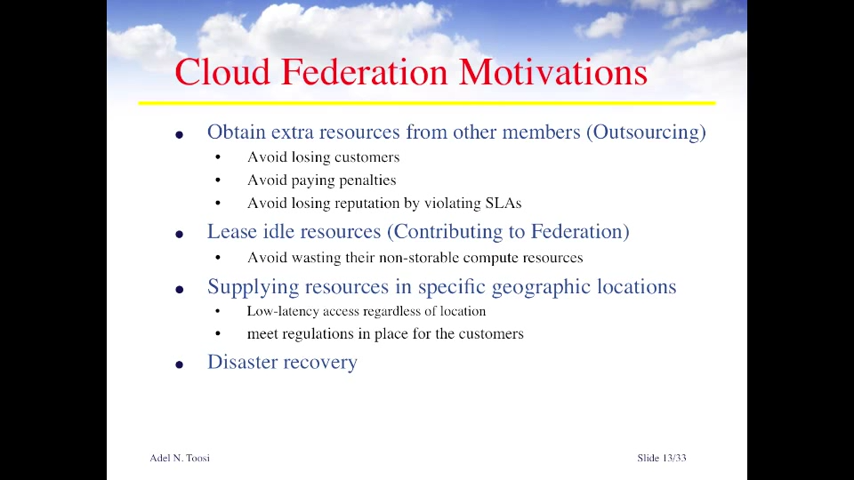 Cloud Federation Motivations
• Obtain extra resources from other members (Outsourcing)
• Avoid losing customers
• Avoid paying penalties
• Avoid losing reputation by violating SLAs
• Lease idle resources (Contributing to Federation)
• Avoid wasting their non-storable compute resources
• Supplying resources in specific geographic locations
• Low-latency access regardless of location
• meet regulations in place for the customers
• Disaster recovery
Adel N. Toosi
Slide 13/33